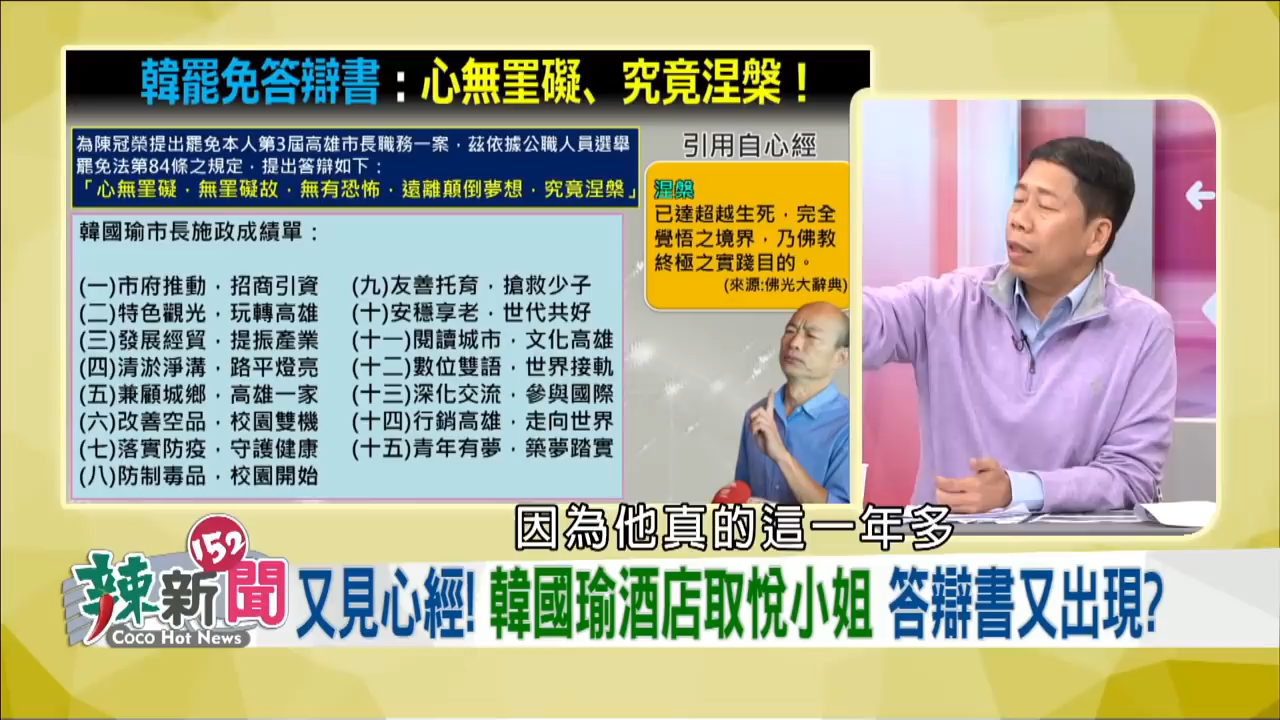 韓罷免答辯書：心無罣礙、究竟涅槃！
為陳冠榮提出罷免本人第3屆高雄市長職務一案，茲依據公職人員選舉
罷免法第84條之規定，提出答辯如下：
「心無罣礙，無罣礙故，無有恐怖，遠離顛倒夢想，究竟涅槃」
引用自心經
涅槃
已達超越生死，完全
覺悟之境界，乃佛教
終極之實踐目的。
(來源:佛光大辭典)
韓國瑜市長施政成績單：
(一)市府推動，招商引資
(二)特色觀光，玩轉高雄
(三)發展經貿，提振產業
(四)清淤淨溝，路平燈亮
(五)兼顧城鄉，高雄一家
(六)改善空品，校園雙機
(七)落實防疫，守護健康
(八)防制毒品，校園開始
(九)友善托育，搶救少子
(十)安穩享老，世代共好
(十一)閱讀城市，文化高雄
(十二)數位雙語，世界接軌
(十三)深化交流，參與國際
(十四)行銷高雄，走向世界
(十五)青年有夢，築夢踏實
因為他真的這一年多
152
辣新聞
Coco Hot News
又見心經! 韓國瑜酒店取悅小姐 答辯書又出現?